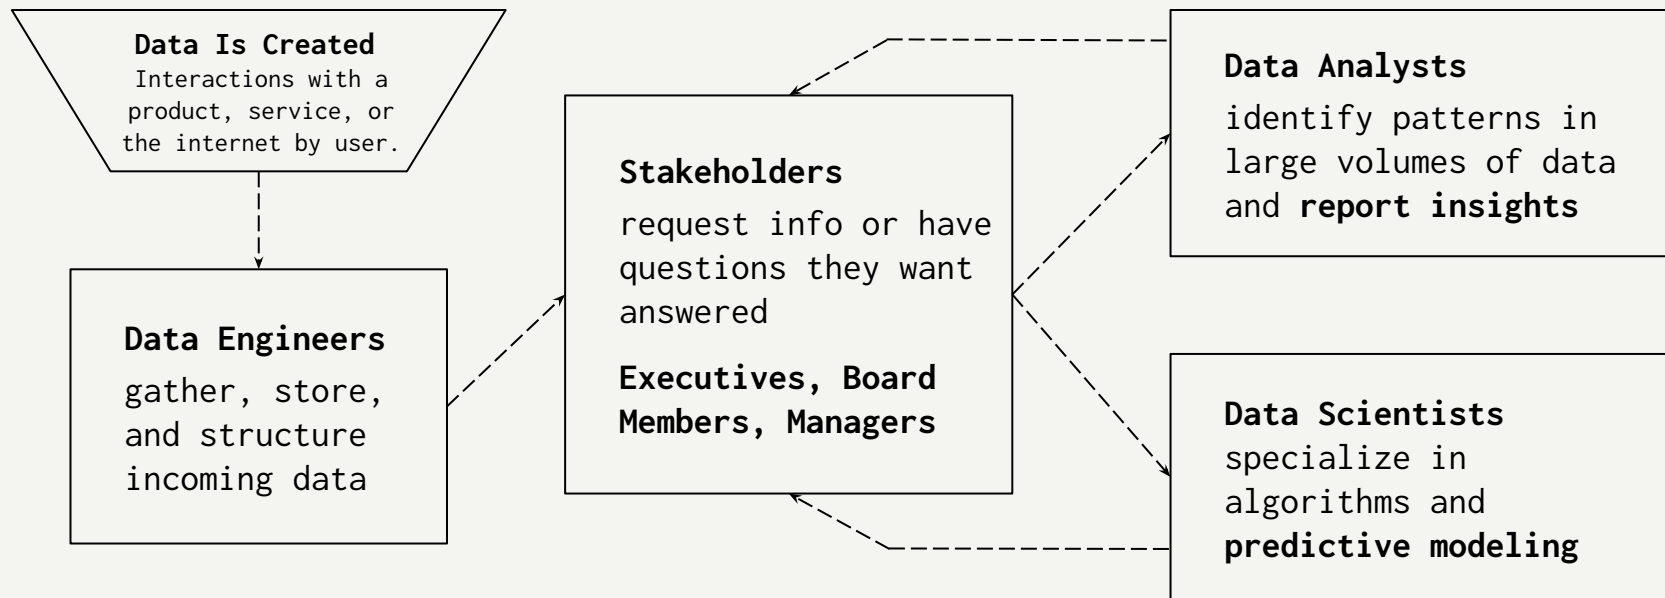 Data Is Created
Interactions with a
product, service, or
the internet by user.
Data Engineers
gather, store,
and structure
incoming data
Stakeholders
request info or have
questions they want
answered
Executives, Board
Members, Managers
Data Analysts
identify patterns in
large volumes of data
and report insights
Data Scientists
specialize in
algorithms and
predictive modeling